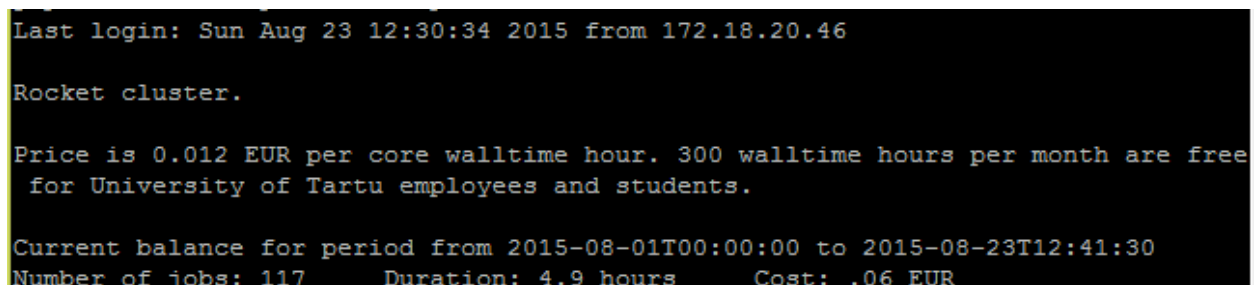 Last login: Sun Aug 23 12:30:34 2015 from 172.18.20.46
Rocket cluster.
Price is 0.012 EUR per core walltime hour. 300 walltime hours per month are free
for University of Tartu employees and students.
Current balance for period from 2015-08-01T00:00:00 to 2015-08-23T12:41:30
Number of jobs: 117 Duration: 4.9 hours Cost: .06 EUR